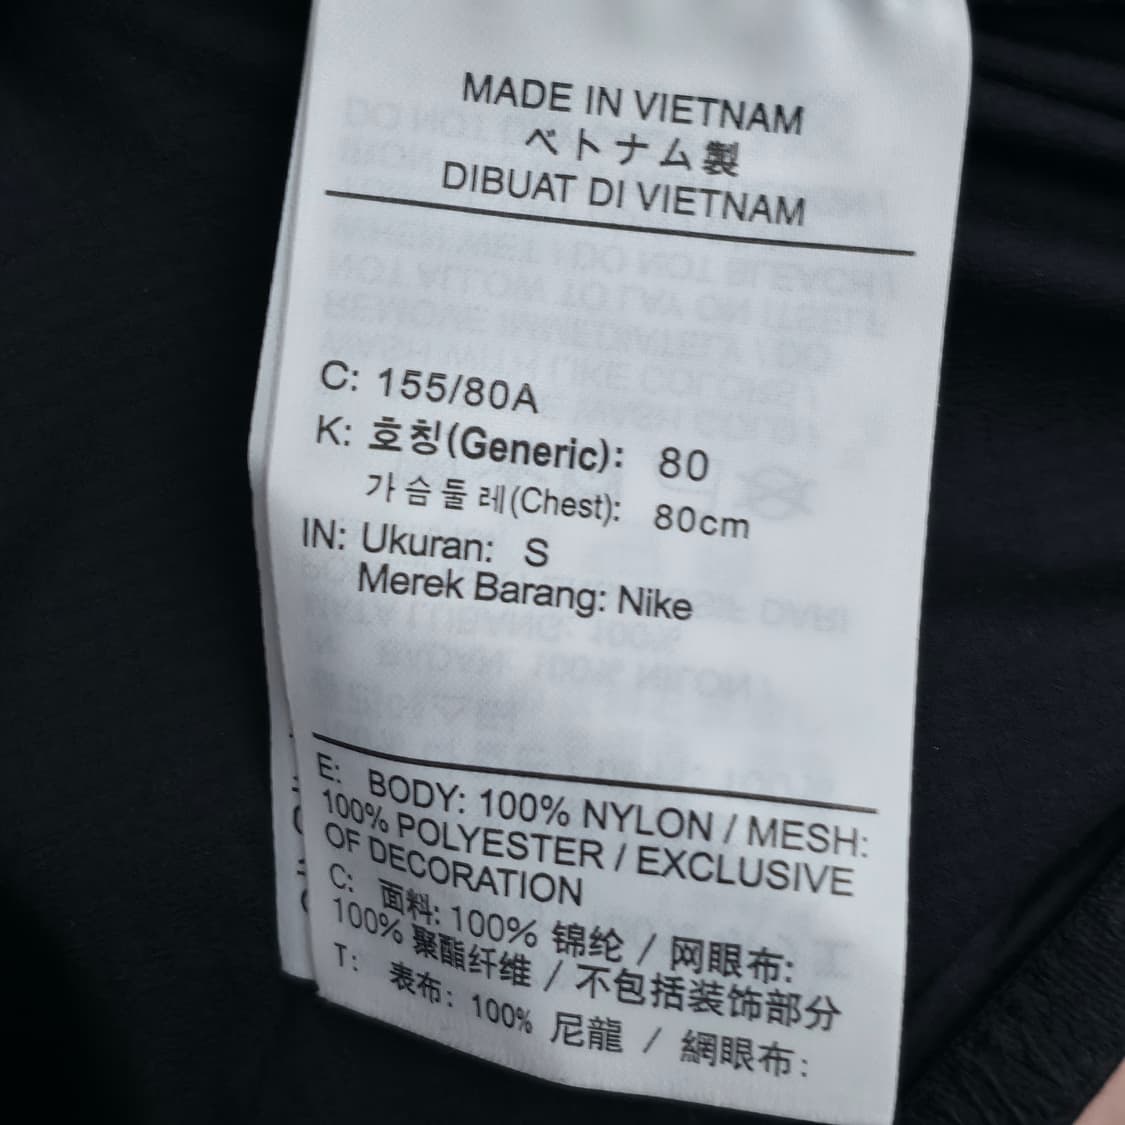 MADE IN VIETNAM
ベトナム製
DIBUAT DI VIETNAM
C: 155/80A
K: 호칭(Generic): 80
가슴둘레(Chest): 80cm
IN: Ukuran: S
Merek Barang: Nike
E: BODY: 100% NYLON / MESH:
100% POLYESTER / EXCLUSIVE
OF DECORATION
C: 面料: 100% 锦纶 / 网眼布:
100% 聚酯纤维 / 不包括装饰部分
T: 表布: 100% 尼龍 / 網眼布: